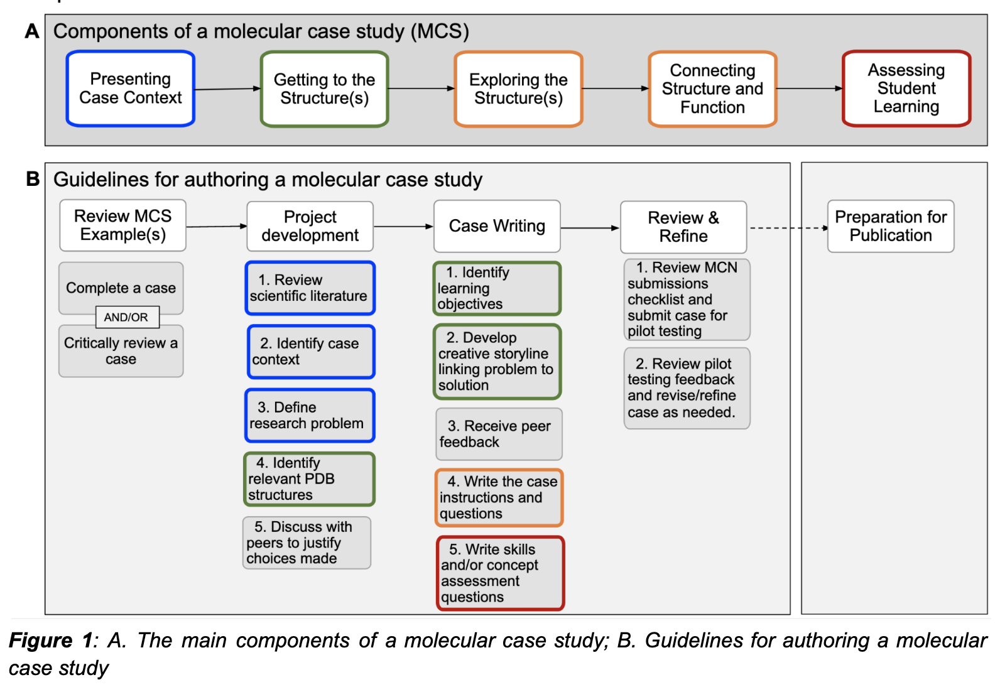 A Components of a molecular case study (MCS)
Presenting
Case Context
Getting to the
Structure(s)
Exploring the
Structure(s)
Connecting
Structure and
Function
Assessing
Student
Learning
B Guidelines for authoring a molecular case study
Review MCS
Example(s)
Complete a case
AND/OR
Critically review a
case
Project
development
1. Review
scientific literature
2. Identify case
context
3. Define
research problem
4. Identify
relevant PDB
structures
5. Discuss with
peers to justify
choices made
Case Writing
1. Identify
learning
objectives
2. Develop
creative storyline
linking problem to
solution
3. Receive peer
feedback
4. Write the case
instructions and
questions
5. Write skills
and/or concept
assessment
questions
Review &
Refine
1. Review MCN
submissions
checklist and
submit case for
pilot testing
2. Review pilot
testing feedback
and revise/refine
case as needed.
Preparation for
Publication
Figure 1: A. The main components of a molecular case study; B. Guidelines for authoring a molecular
case study